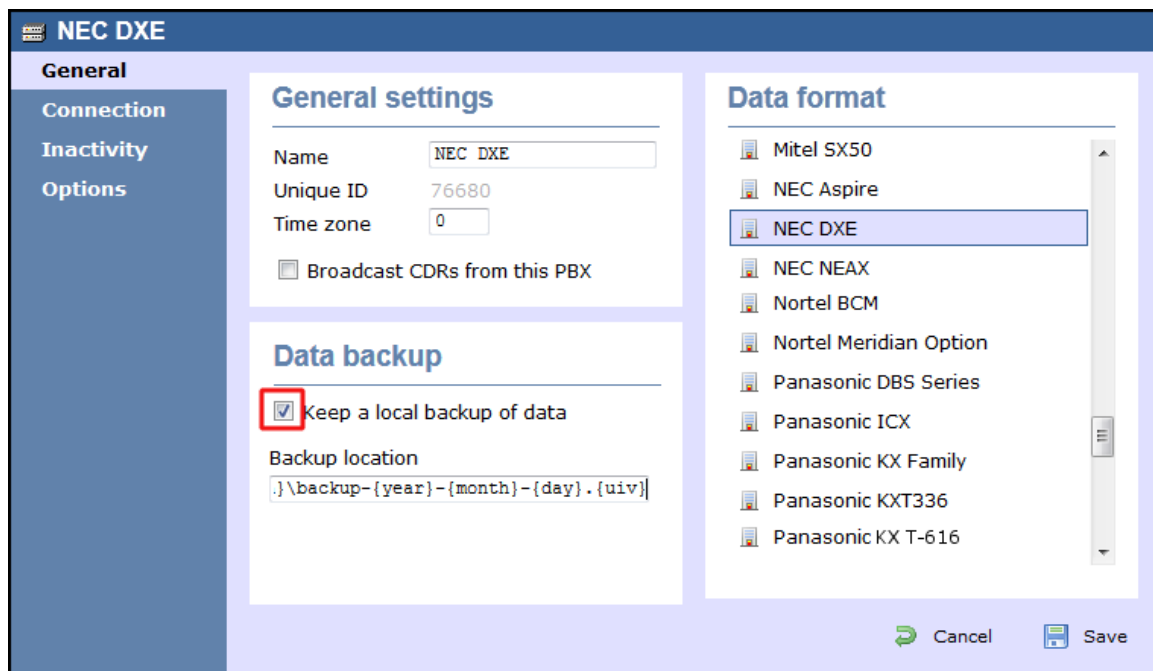 NEC DXE
General
Connection
Inactivity
Options
General settings
Name NEC DXE
Unique ID 76680
Time zone 0
Broadcast CDRs from this PBX
Data backup
Keep a local backup of data
Backup location
.}\backup-{year}-{month}-{day}.{uiv}
Data format
Mitel SX50
NEC Aspire
NEC DXE
NEC NEAX
Nortel BCM
Nortel Meridian Option
Panasonic DBS Series
Panasonic ICX
Panasonic KX Family
Panasonic KXT336
Panasonic KX T-616
Cancel Save